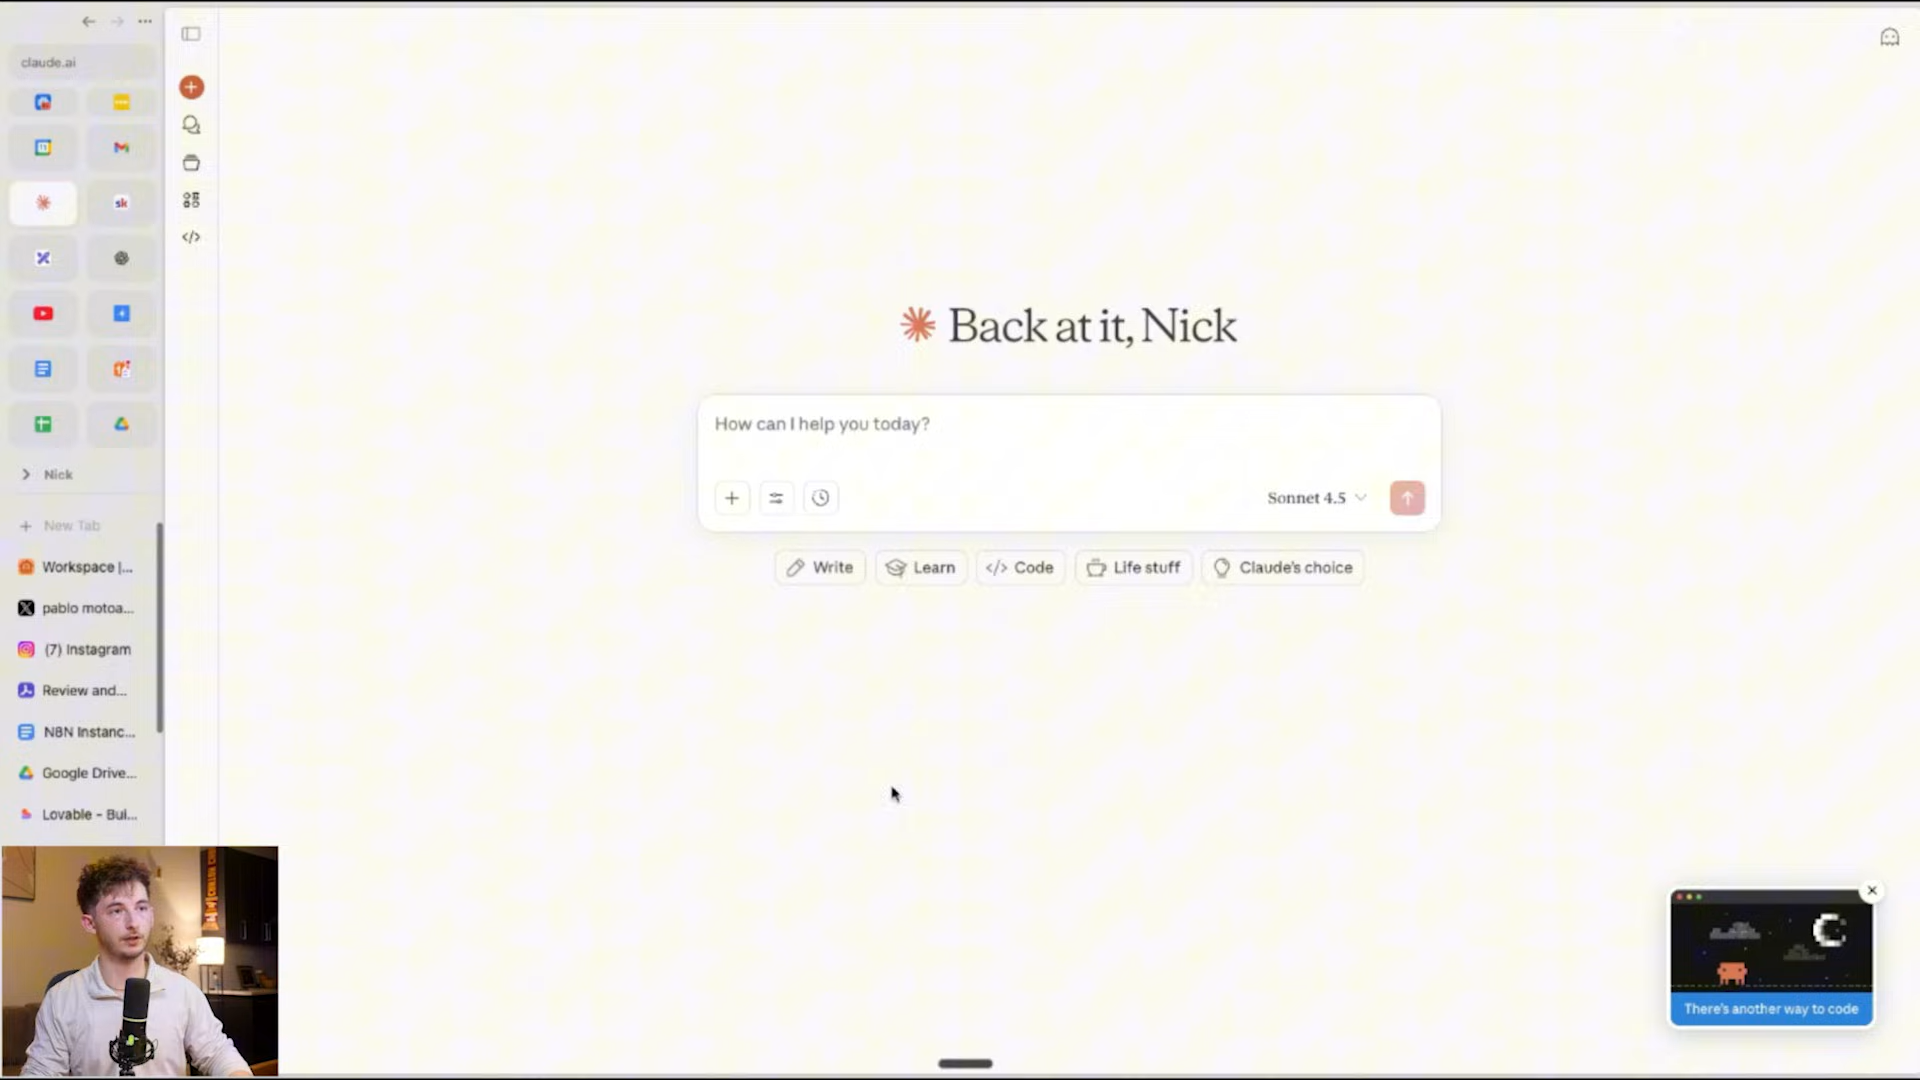 claude.ai
sk
Nick
New Tab
Workspace |...
pablo motoa...
(7) Instagram
Review and...
N8N Instanc...
Google Drive...
Lovable - Bui...
Back at it, Nick
How can I help you today?
Sonnet 4.5
Write
Learn
</> Code
Life stuff
Claude's choice
There's another way to code